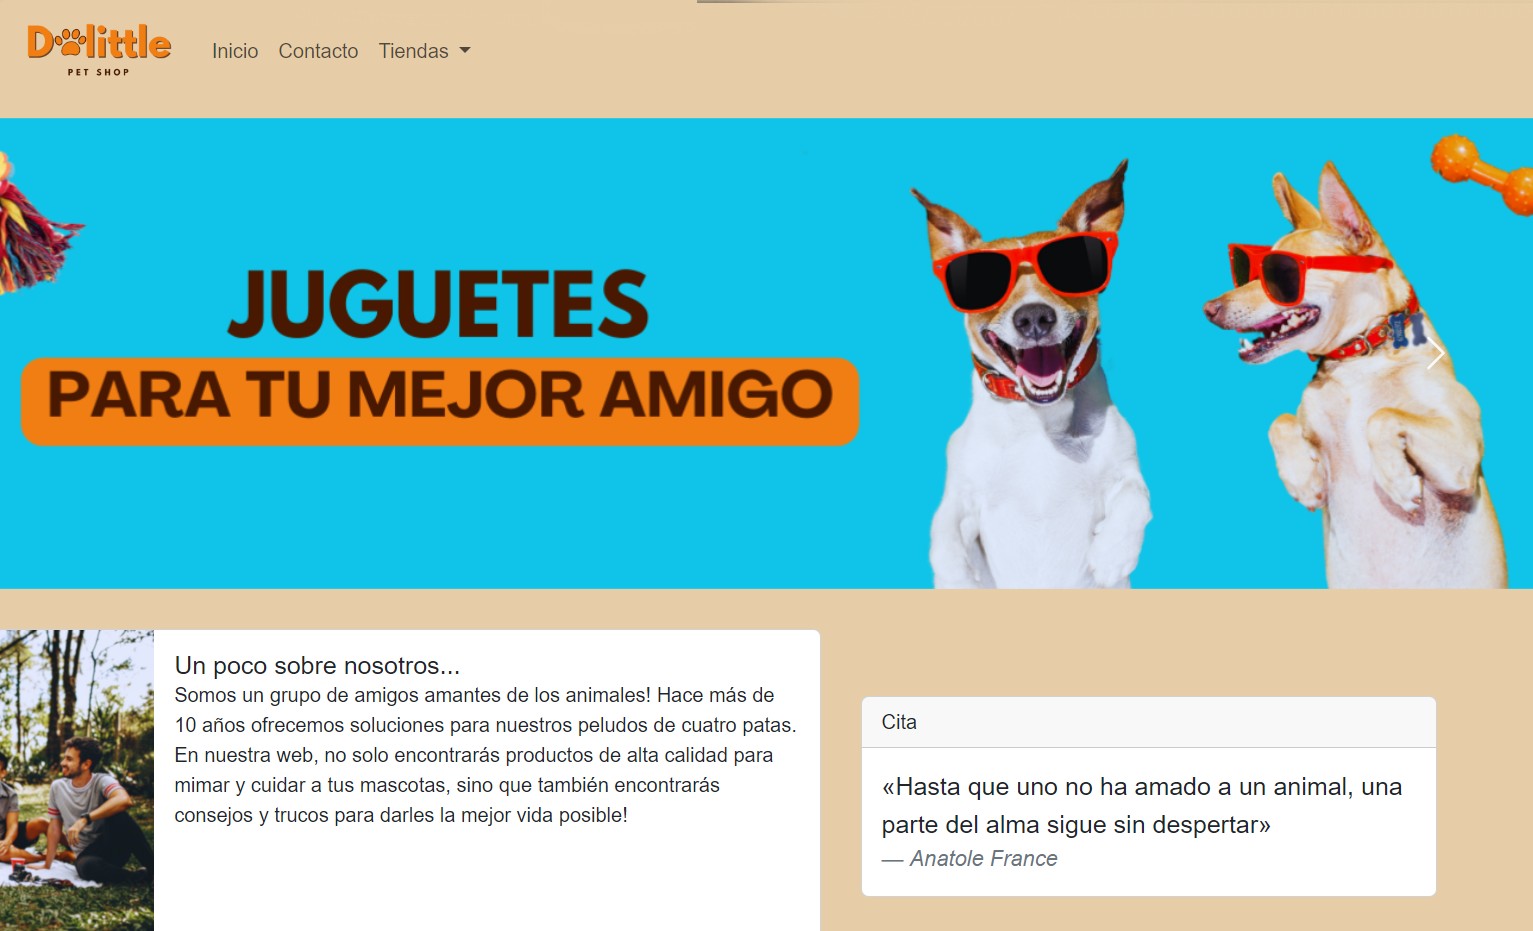 Dolittle
PET SHOP
Inicio Contacto Tiendas
JUGUETES
PARA TU MEJOR AMIGO
Un poco sobre nosotros...
Somos un grupo de amigos amantes de los animales! Hace más de
10 años ofrecemos soluciones para nuestros peludos de cuatro patas.
En nuestra web, no solo encontrarás productos de alta calidad para
mimar y cuidar a tus mascotas, sino que también encontrarás
consejos y trucos para darles la mejor vida posible!
Cita
«Hasta que uno no ha amado a un animal, una
parte del alma sigue sin despertar»
— Anatole France